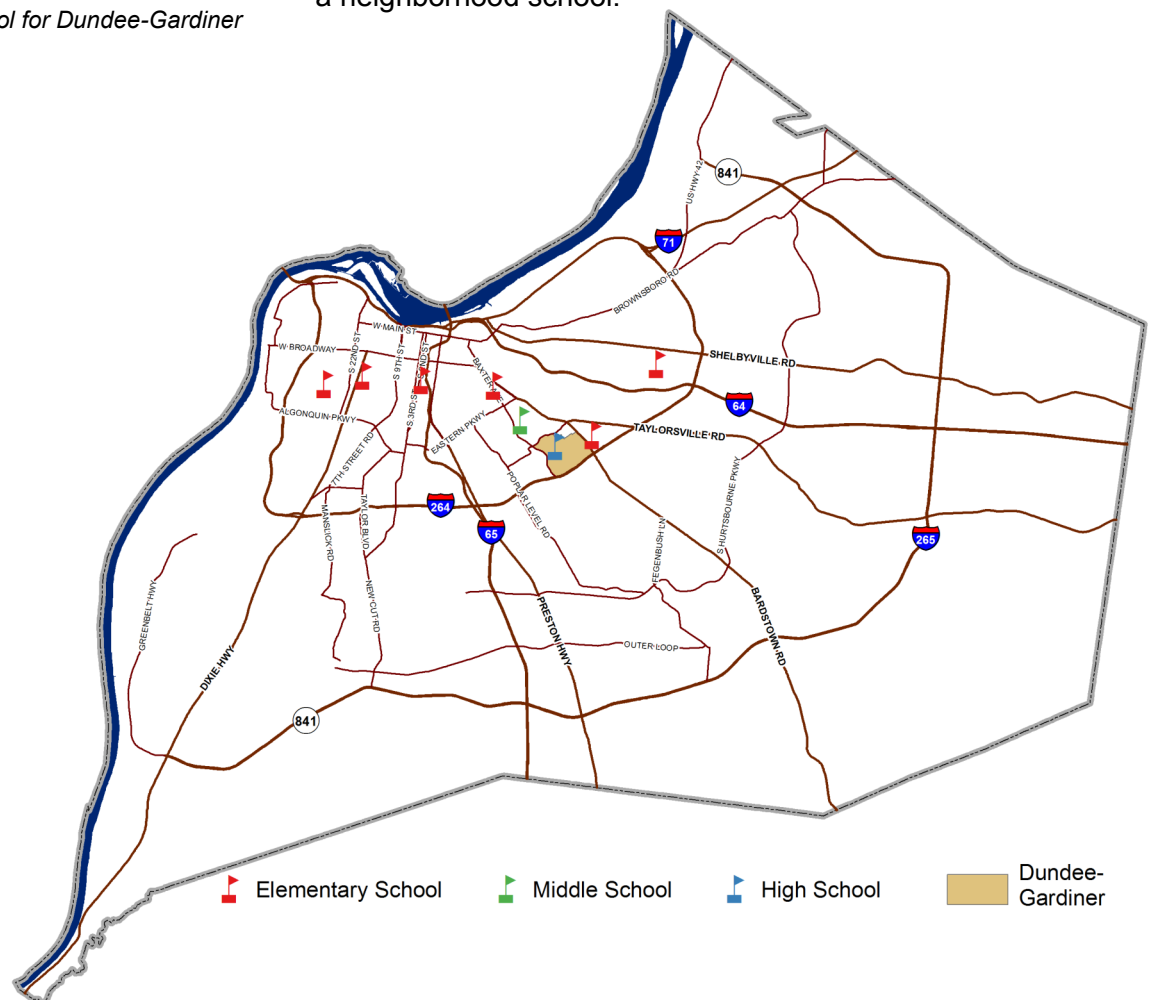 ol for Dundee-Gardiner
a neighborhood school.
US HWY 42
841
71
BROWNSBORO RD
W MAIN ST
W BROADWAY
S 22ND ST
S 9TH ST
S 3RD S
2ND ST
BAXTER
SHELBYVILLE RD
64
ALGONQUIN PKWY
EASTERN PKWY
TAYLORSVILLE RD
7TH STREET RD
POPLAR LEVEL RD
264
65
MANSLICK RD
TAYLOR BLVD
S HURTSBOURNE PKWY
265
FEGENBUSH LN
GREENBELT HWY
NEW CUT RD
PRESTON HWY
BARDSTOWN RD
OUTER LOOP
DIXIE HWY
841
Elementary School
Middle School
High School
Dundee-
Gardiner